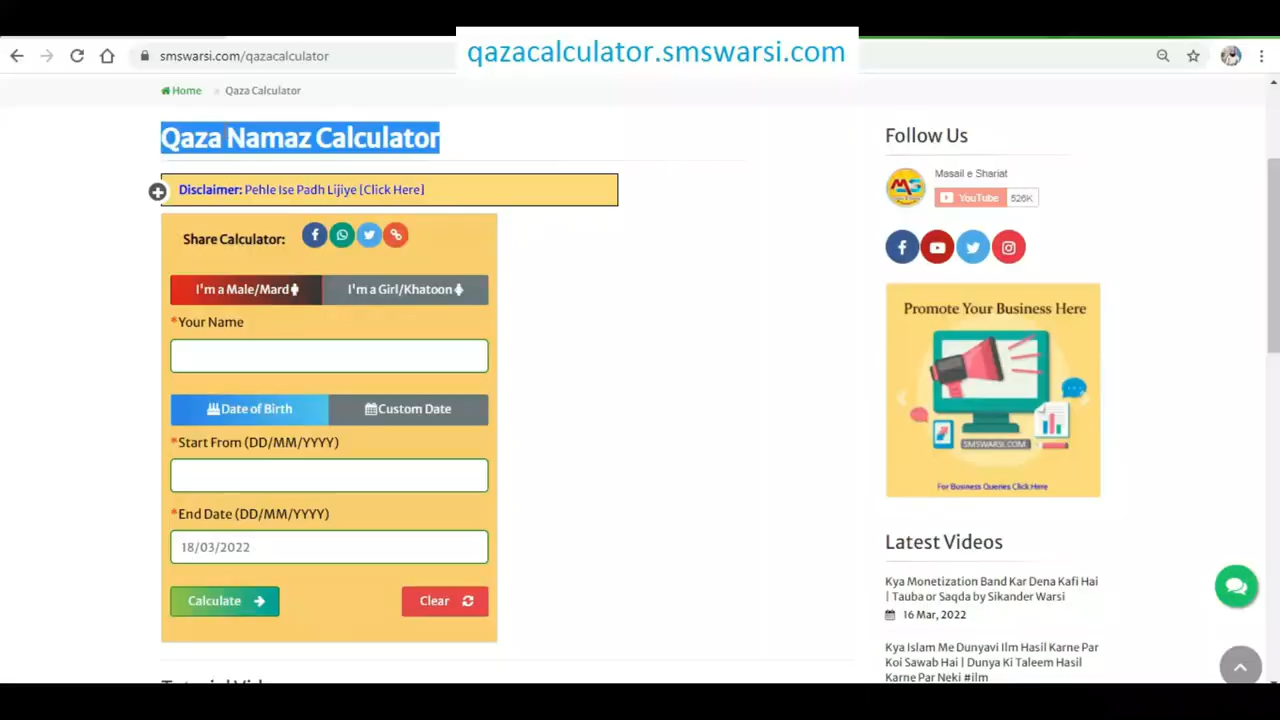 qazacalculator.smswarsi.com
smswarsi.com/qazacalculator
Home » Qaza Calculator
Qaza Namaz Calculator
Disclaimer: Pehle Ise Padh Lijiye [Click Here]
Share Calculator:
I'm a Male/Mard I'm a Girl/Khatoon
*Your Name
Date of Birth Custom Date
*Start From (DD/MM/YYYY)
*End Date (DD/MM/YYYY)
18/03/2022
Calculate Clear
Follow Us
Masail e Shariat
YouTube 526K
Promote Your Business Here
SMSWARSI.COM
For Business Queries Click Here
Latest Videos
Kya Monetization Band Kar Dena Kafi Hai
| Tauba or Saqda by Sikander Warsi
16 Mar, 2022
Kya Islam Me Dunyavi Ilm Hasil Karne Par
Koi Sawab Hai | Dunya Ki Taleem Hasil
Karne Par Neki #ilm